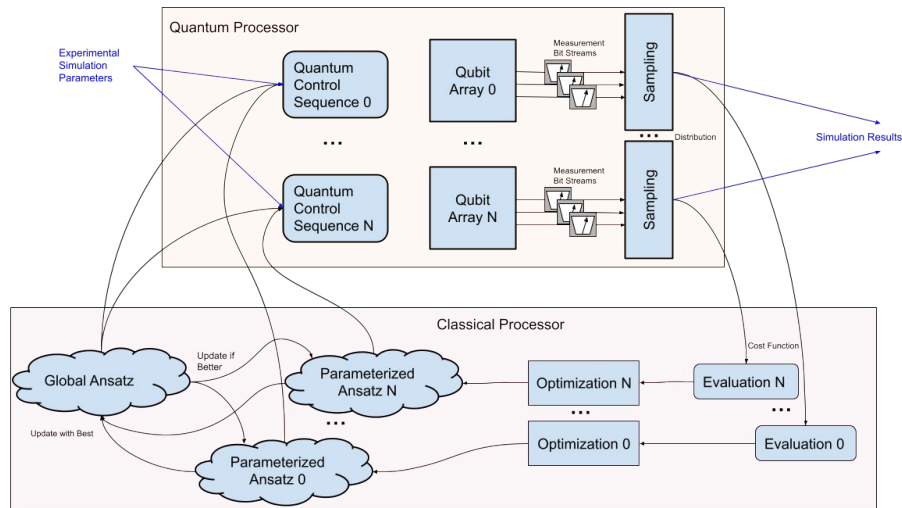 Quantum Processor
Experimental
Simulation
Parameters
Quantum
Control
Sequence 0
Qubit
Array 0
Measurement
Bit Streams
Sampling
...
...
...
Distribution
Simulation Results
Quantum
Control
Sequence N
Qubit
Array N
Measurement
Bit Streams
Sampling
Classical Processor
Cost Function
Global Ansatz
Update if
Better
Parameterized
Ansatz N
Optimization N
Evaluation N
...
...
...
Update with Best
Parameterized
Ansatz 0
Optimization 0
Evaluation 0